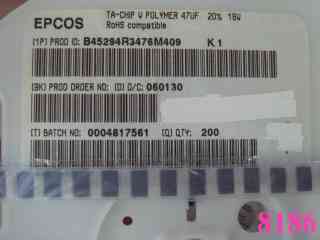 EPCOS
TA-CHIP W POLYMER 47UF 20% 16V
RoHS compatible
(1P) PROD ID: B45294R3476M409 K1
(9K) PROD ORDER NO: (D) D/C: 060130
(T) BATCH NO: 0004817561 (Q) QTY: 200
8186